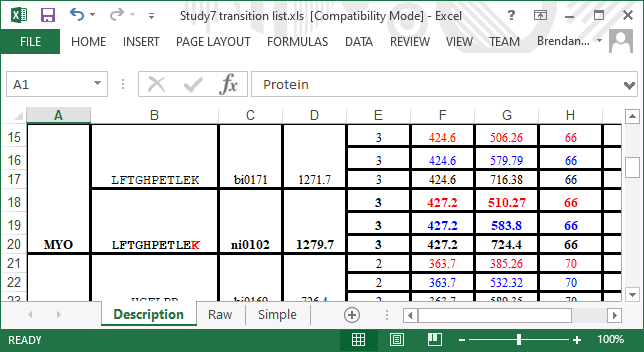 Study7 transition list.xls [Compatibility Mode] - Excel
FILE HOME INSERT PAGE LAYOUT FORMULAS DATA REVIEW VIEW TEAM Brendan...
A1 fx Protein
A B C D E F G H
15 3 424.6 506.26 66
16 3 424.6 579.79 66
17 LFTGHPETLEK bi0171 1271.7 3 424.6 716.38 66
18 3 427.2 510.27 66
19 3 427.2 583.8 66
20 MYO LFTGHPETLEK ni0102 1279.7 3 427.2 724.4 66
21 2 363.7 385.26 70
22 2 363.7 532.32 70
23 2 363.7 589.35 70
Description Raw Simple
READY 100%